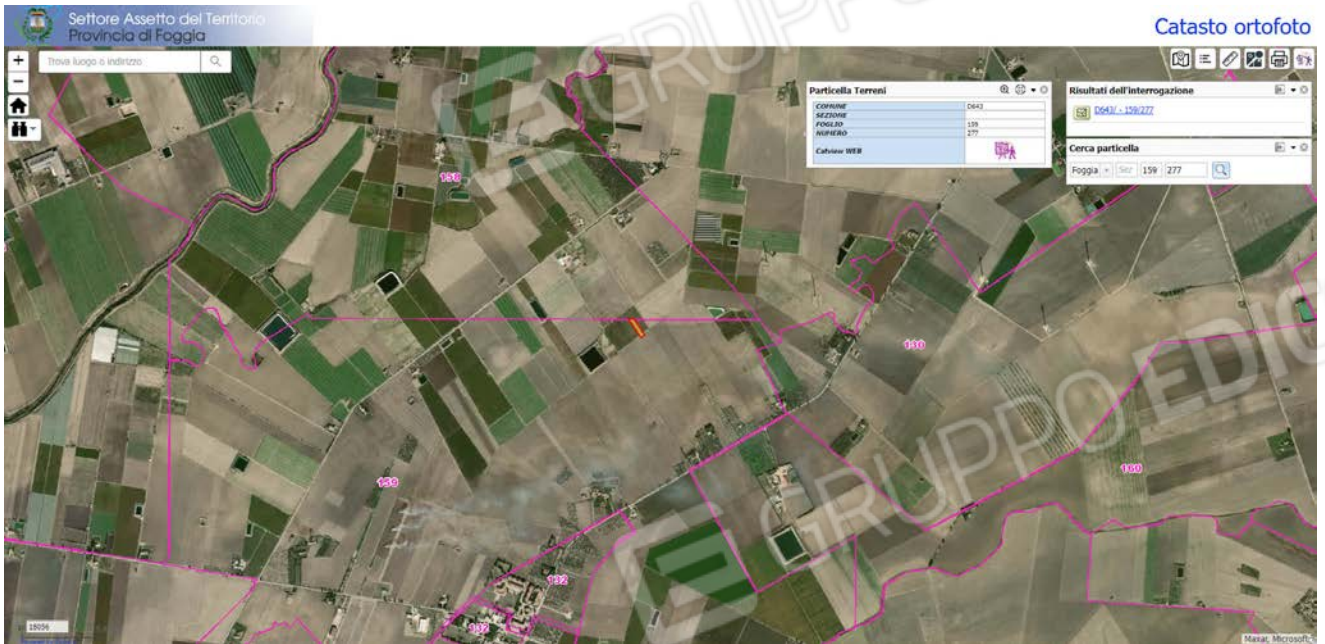 Settore Assetto del Territorio
Provincia di Foggia
Catasto ortofoto
Trova luogo o indirizzo
Particella Terreni
COMUNE D643
SEZIONE
FOGLIO 159
NUMERO 277
Catview WEB
Risultati dell'interrogazione
D643/ - 159/277
Cerca particella
Foggia Sez 159 277
158
130
159
160
132
132
18056
Maxar, Microsoft
GRUPPO
GRUPPO EDIC